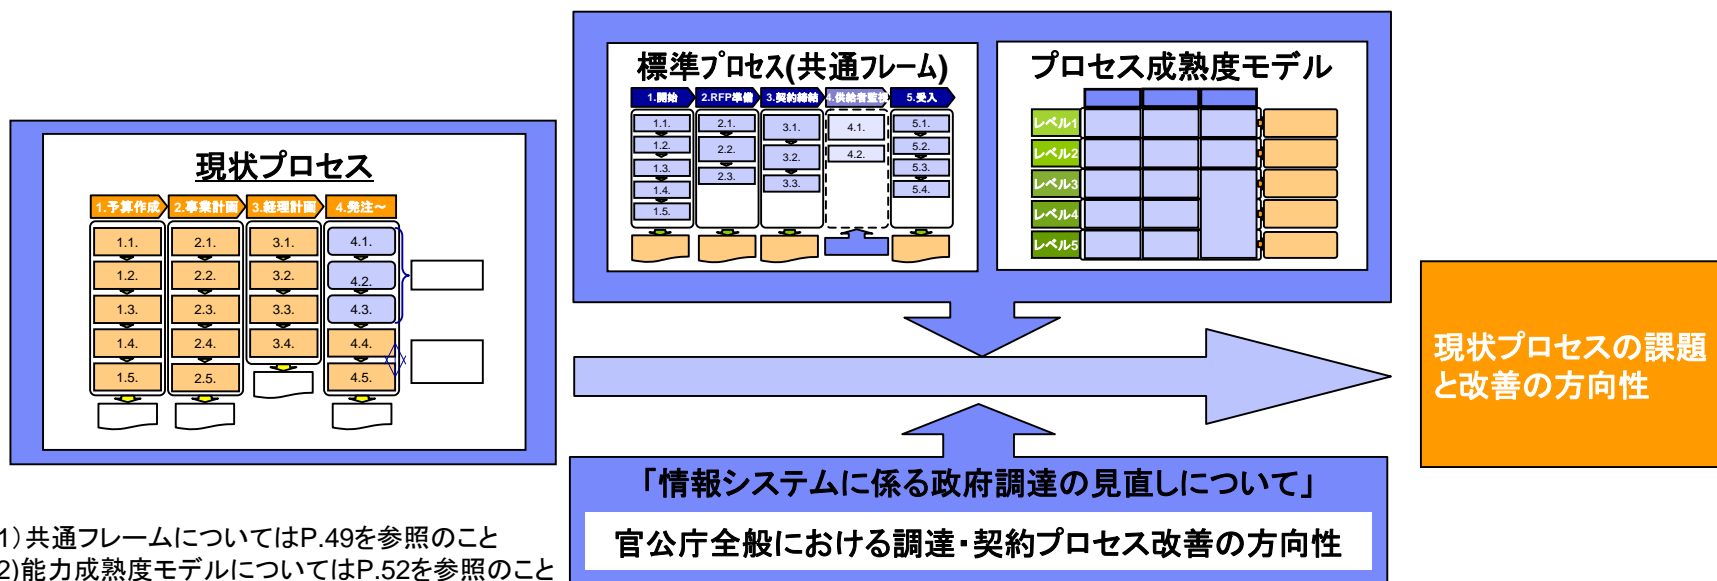 現状プロセス
1.予算作成
2.事業計画
3.経理計画
4.発注～
1.1.
1.2.
1.3.
1.4.
1.5.
2.1.
2.2.
2.3.
2.4.
2.5.
3.1.
3.2.
3.3.
3.4.
4.1.
4.2.
4.3.
4.4.
4.5.
標準プロセス(共通フレーム)
1.開始
2.RFP準備
3.契約締結
4.供給者監視
5.受入
1.1.
1.2.
1.3.
1.4.
1.5.
2.1.
2.2.
2.3.
3.1.
3.2.
3.3.
4.1.
4.2.
5.1.
5.2.
5.3.
5.4.
プロセス成熟度モデル
レベル1
レベル2
レベル3
レベル4
レベル5
「情報システムに係る政府調達の見直しについて」
官公庁全般における調達・契約プロセス改善の方向性
現状プロセスの課題
と改善の方向性
1)共通フレームについてはP.49を参照のこと
2)能力成熟度モデルについてはP.52を参照のこと